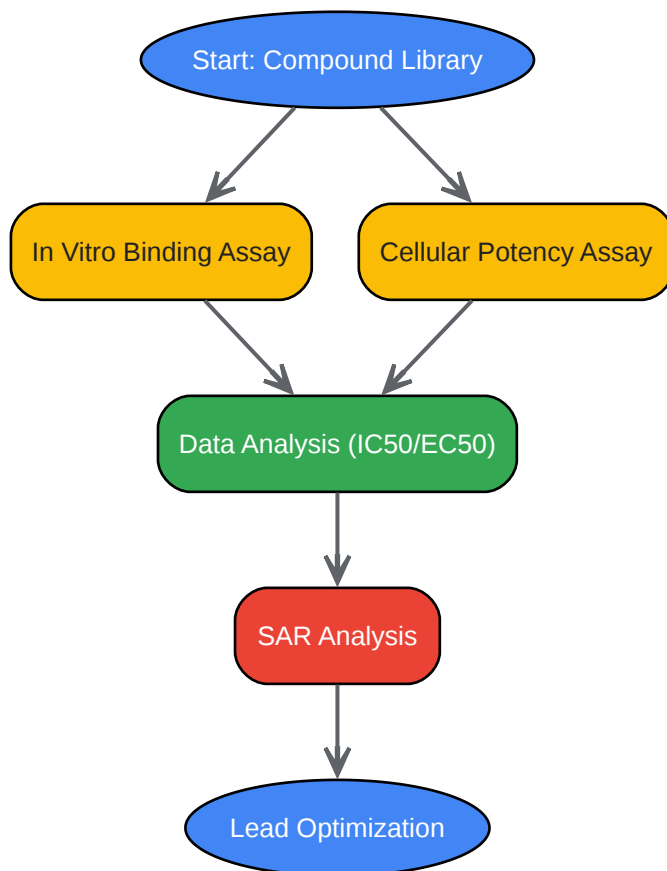 Start: Compound Library
In Vitro Binding Assay
Cellular Potency Assay
Data Analysis (IC50/EC50)
SAR Analysis
Lead Optimization